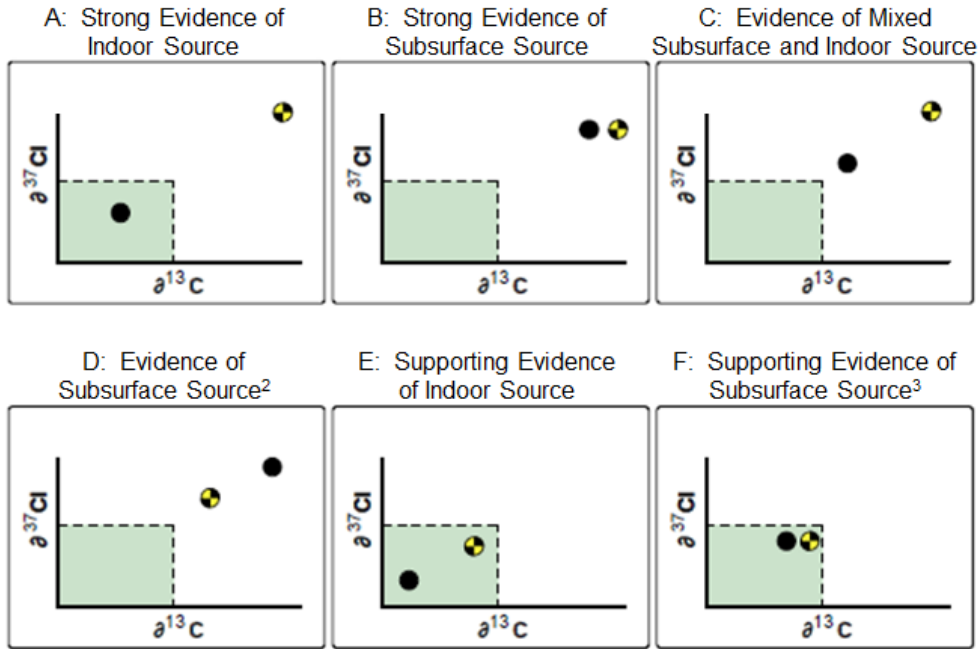 A: Strong Evidence of
Indoor Source
B: Strong Evidence of
Subsurface Source
C: Evidence of Mixed
Subsurface and Indoor Source
∂³⁷Cl
∂¹³C
∂³⁷Cl
∂¹³C
∂³⁷Cl
∂¹³C
D: Evidence of
Subsurface Source²
E: Supporting Evidence
of Indoor Source
F: Supporting Evidence of
Subsurface Source³
∂³⁷Cl
∂¹³C
∂³⁷Cl
∂¹³C
∂³⁷Cl
∂¹³C